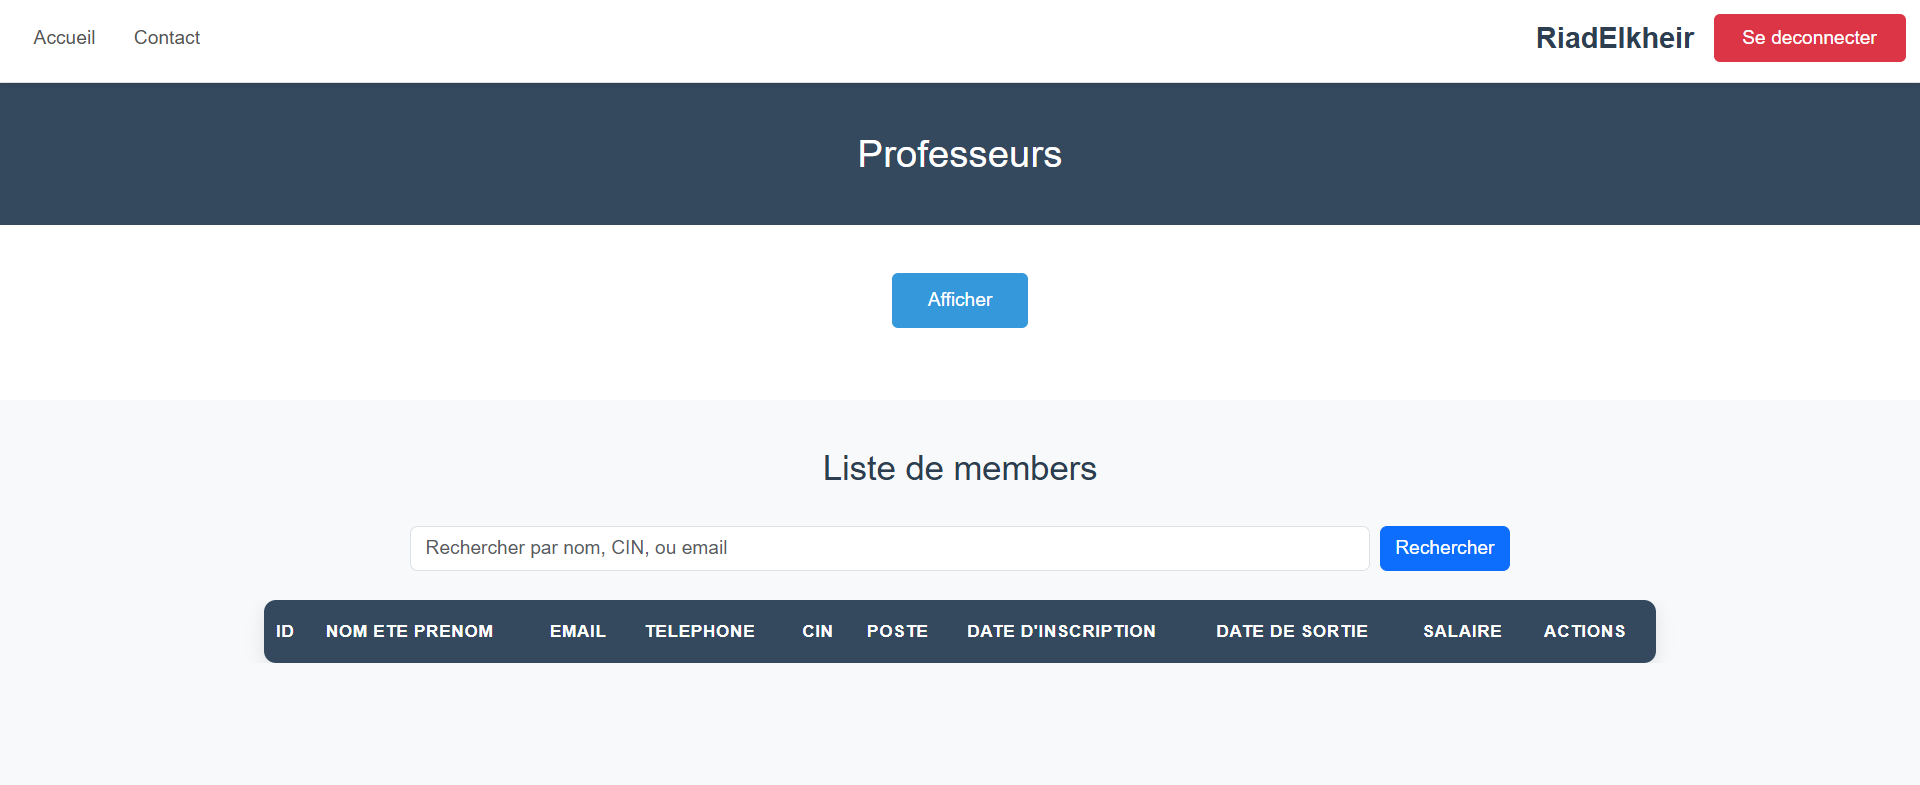 Accueil Contact RiadElkheir Se deconnecter
Professeurs
Afficher
Liste de members
Rechercher par nom, CIN, ou email Rechercher
ID NOM ETE PRENOM EMAIL TELEPHONE CIN POSTE DATE D'INSCRIPTION DATE DE SORTIE SALAIRE ACTIONS